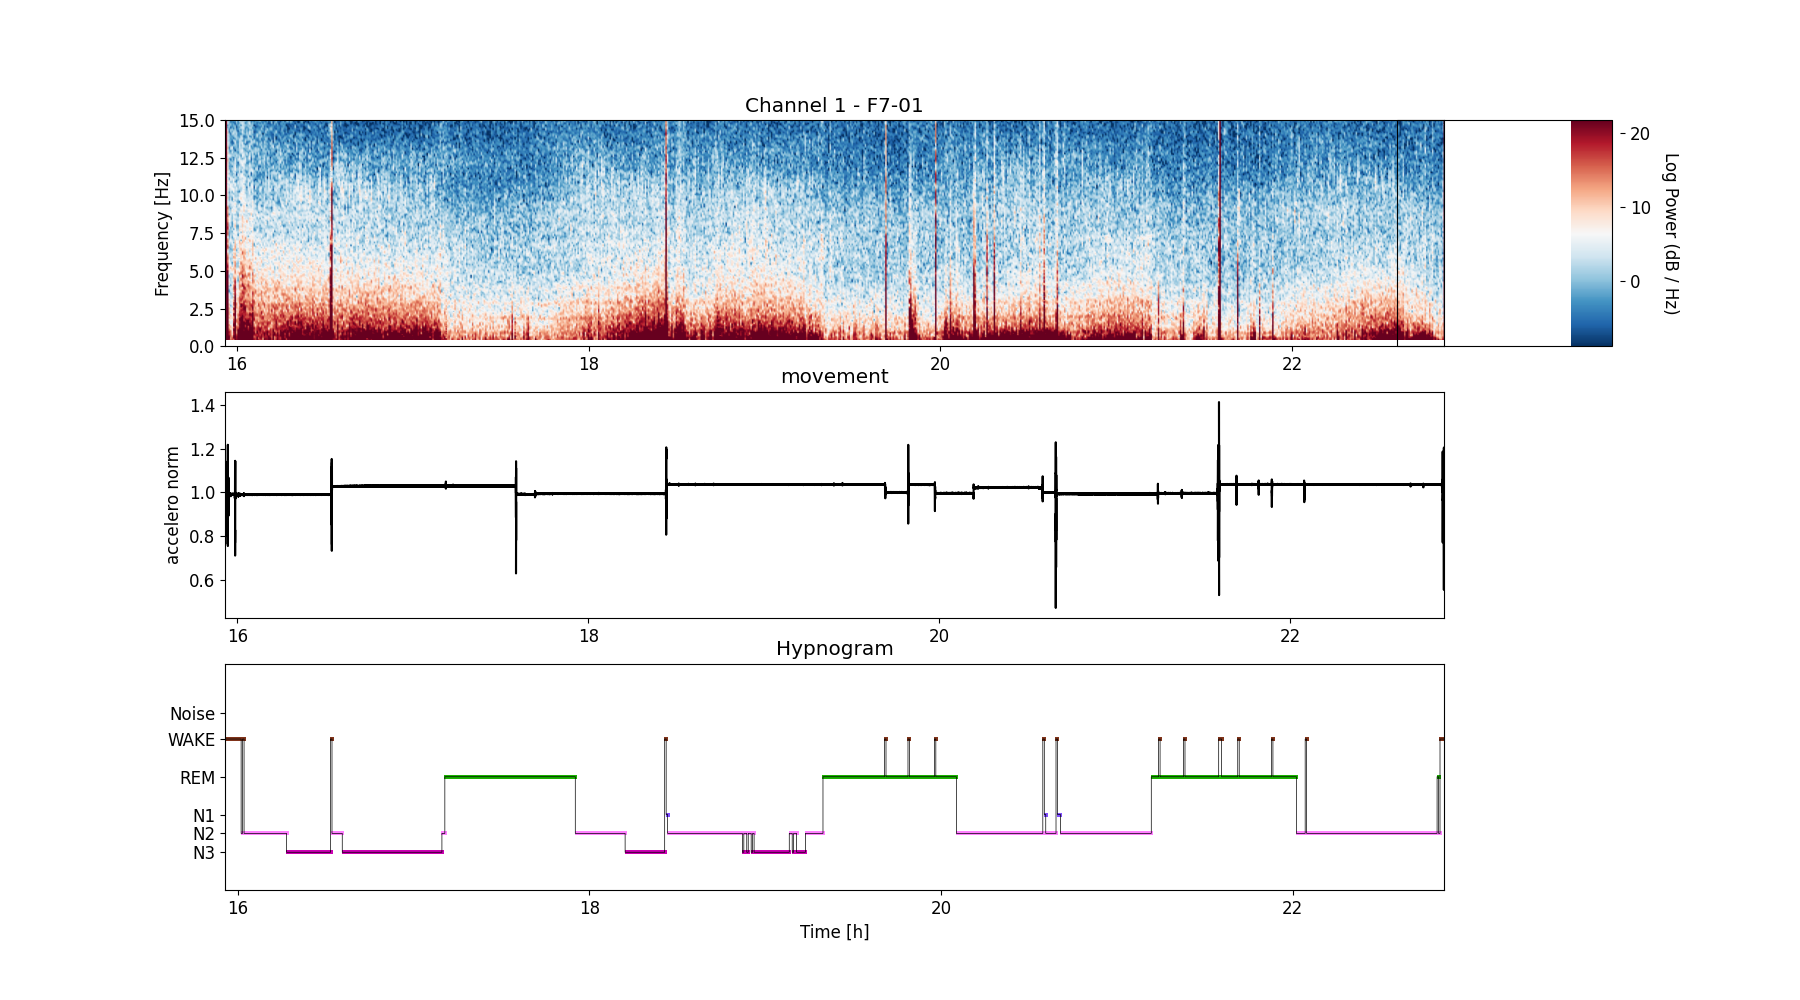 Channel 1 - F7-01
Frequency [Hz]
15.0
12.5
10.0
7.5
5.0
2.5
0.0
16 18 20 22
20
10
0
Log Power (dB / Hz)
movement
accelero norm
1.4
1.2
1.0
0.8
0.6
16 18 20 22
Hypnogram
Noise
WAKE
REM
N1
N2
N3
16 18 20 22
Time [h]